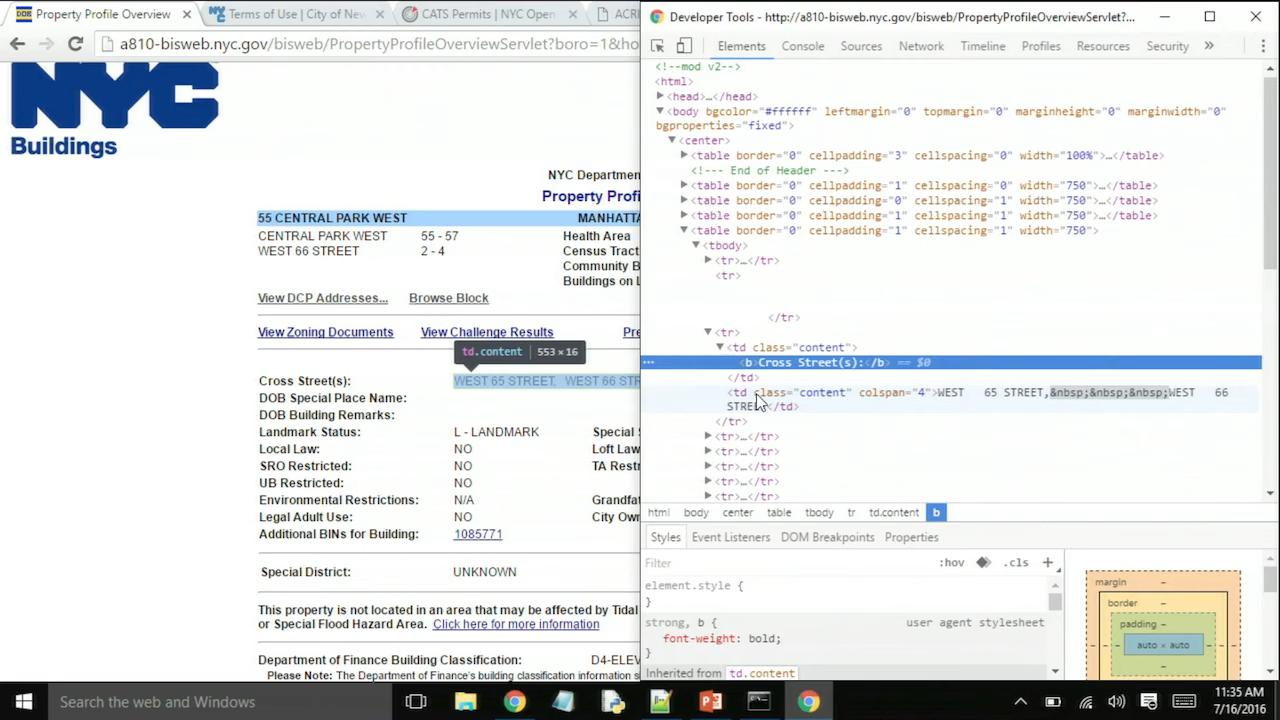 Property Profile Overview
Terms of Use | City of Nev
CATS Permits | NYC Open
ACRI
a810-bisweb.nyc.gov/bisweb/PropertyProfileOverviewServlet?boro=1&ho
NYC
Buildings
NYC Departm
Property Profi
55 CENTRAL PARK WEST MANHATTA
CENTRAL PARK WEST 55 - 57 Health Area
WEST 66 STREET 2 - 4 Census Tract
Community B
Buildings on L
View DCP Addresses... Browse Block
View Zoning Documents View Challenge Results Pre
td.content 553 × 16
Cross Street(s): WEST 65 STREET, WEST 66 STR
DOB Special Place Name:
DOB Building Remarks:
Landmark Status: L - LANDMARK Special
Local Law: NO Loft Law
SRO Restricted: NO TA Restr
UB Restricted: NO
Environmental Restrictions: N/A Grandfa
Legal Adult Use: NO City Own
Additional BINs for Building: 1085771
Special District: UNKNOWN
This property is not located in an area that may be affected by Tidal
or Special Flood Hazard Area. Click here for more information
Department of Finance Building Classification: D4-ELEV
Please Note: The Department of Finance's building classification information s
Developer Tools - http://a810-bisweb.nyc.gov/bisweb/PropertyProfileOverviewServlet?...
Elements Console Sources Network Timeline Profiles Resources Security »
<!--mod v2-->
<html>
<head>…</head>
<body bgcolor="#ffffff" leftmargin="0" topmargin="0" marginheight="0" marginwidth="0"
bgproperties="fixed">
<center>
<table border="0" cellpadding="3" cellspacing="0" width="100%">…</table>
<!--- End of Header --->
<table border="0" cellpadding="1" cellspacing="0" width="750">…</table>
<table border="0" cellpadding="0" cellspacing="1" width="750">…</table>
<table border="0" cellpadding="1" cellspacing="1" width="750">…</table>
<table border="0" cellpadding="1" cellspacing="1" width="750">
<tbody>
<tr>…</tr>
<tr>
</tr>
<tr>
<td class="content">
<b>Cross Street(s):</b> == $0
</td>
<td class="content" colspan="4">WEST 65 STREET,&nbsp;&nbsp;&nbsp;WEST 66
STREET</td>
</tr>
<tr>…</tr>
<tr>…</tr>
<tr>…</tr>
<tr>…</tr>
<tr>…</tr>
html body center table tbody tr td.content b
Styles Event Listeners DOM Breakpoints Properties
Filter :hov .cls +
element.style {
}
strong, b { user agent stylesheet
font-weight: bold;
}
Inherited from td.content
margin –
border –
padding –
– – – auto × auto – – –
–
Search the web and Windows
11:35 AM
7/16/2016